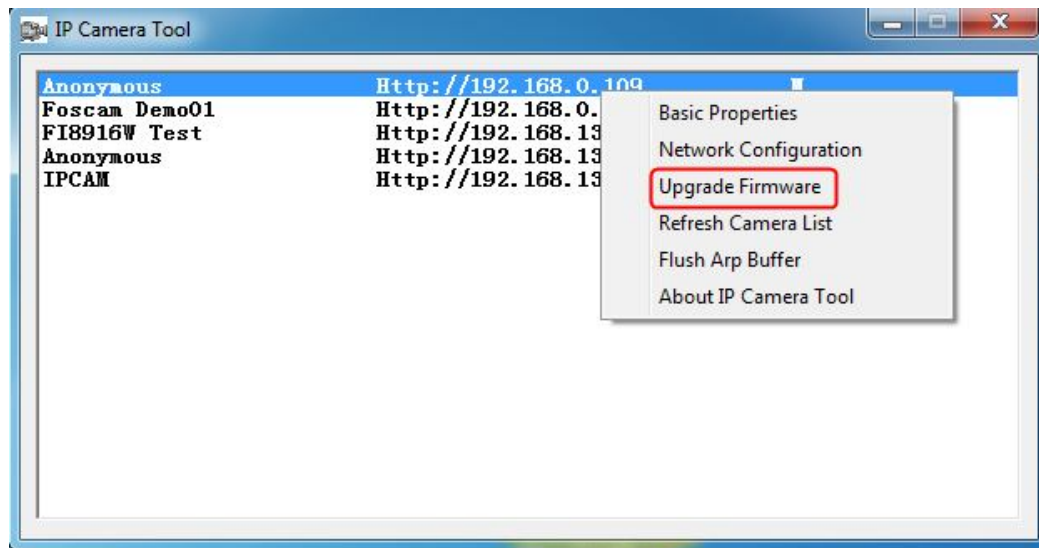 IP Camera Tool
Anonymous Http://192.168.0.109
Foscam Demo01 Http://192.168.0.
FI8916W Test Http://192.168.13
Anonymous Http://192.168.13
IPCAM Http://192.168.13
Basic Properties
Network Configuration
Upgrade Firmware
Refresh Camera List
Flush Arp Buffer
About IP Camera Tool